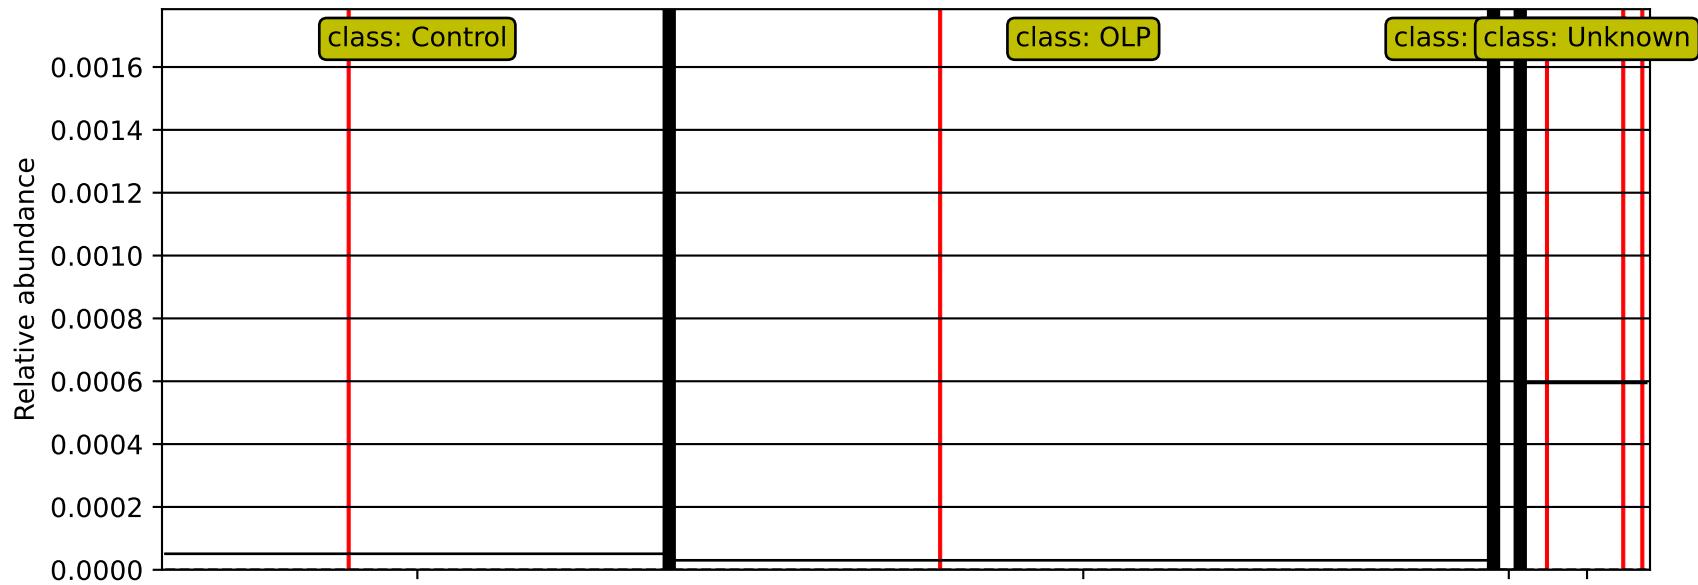 class: Control
class: OLP
class:
class: Unknown
0.0016
0.0014
0.0012
0.0010
0.0008
0.0006
0.0004
0.0002
0.0000
Relative abundance